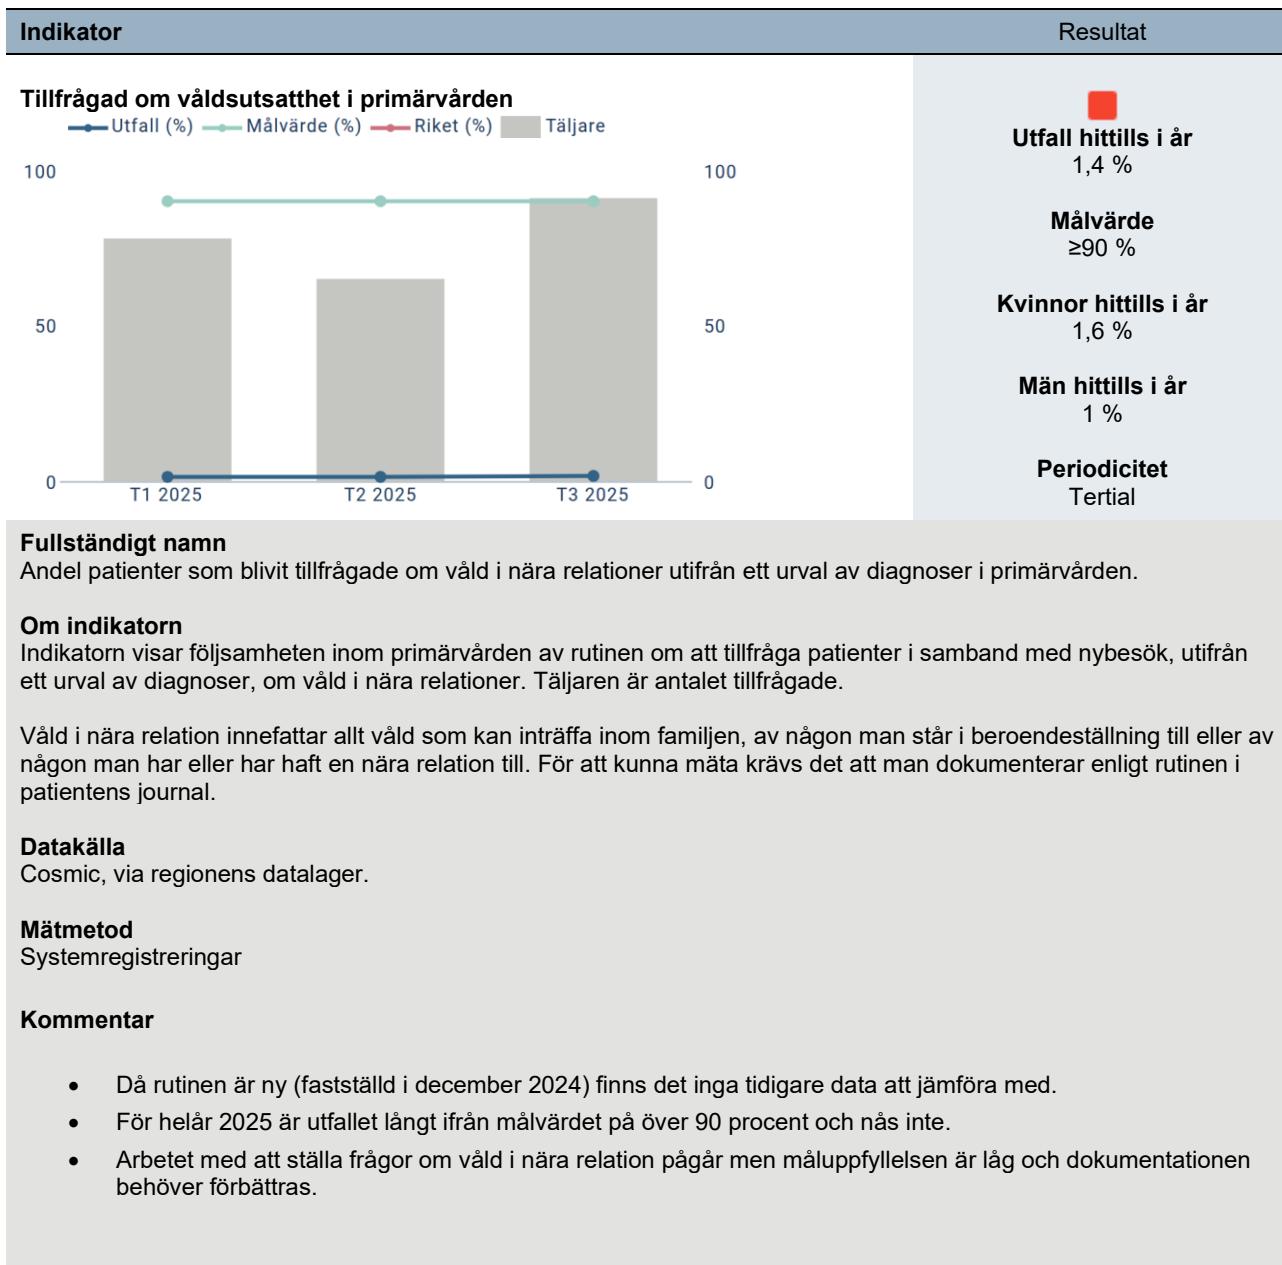 Indikator Resultat
Tillfrågad om våldsutsatthet i primärvården
Utfall (%) Målvärde (%) Riket (%) Täljare
100 100
50 50
0 0
T1 2025 T2 2025 T3 2025
Utfall hittills i år
1,4 %
Målvärde
≥90 %
Kvinnor hittills i år
1,6 %
Män hittills i år
1 %
Periodicitet
Tertial
Fullständigt namn
Andel patienter som blivit tillfrågade om våld i nära relationer utifrån ett urval av diagnoser i primärvården.
Om indikatorn
Indikatorn visar följsamheten inom primärvården av rutinen om att tillfråga patienter i samband med nybesök, utifrån
ett urval av diagnoser, om våld i nära relationer. Täljaren är antalet tillfrågade.
Våld i nära relation innefattar allt våld som kan inträffa inom familjen, av någon man står i beroendeställning till eller av
någon man har eller har haft en nära relation till. För att kunna mäta krävs det att man dokumenterar enligt rutinen i
patientens journal.
Datakälla
Cosmic, via regionens datalager.
Mätmetod
Systemregistreringar
Kommentar
• Då rutinen är ny (fastställd i december 2024) finns det inga tidigare data att jämföra med.
• För helår 2025 är utfallet långt ifrån målvärdet på över 90 procent och nås inte.
• Arbetet med att ställa frågor om våld i nära relation pågår men måluppfyllelsen är låg och dokumentationen
behöver förbättras.